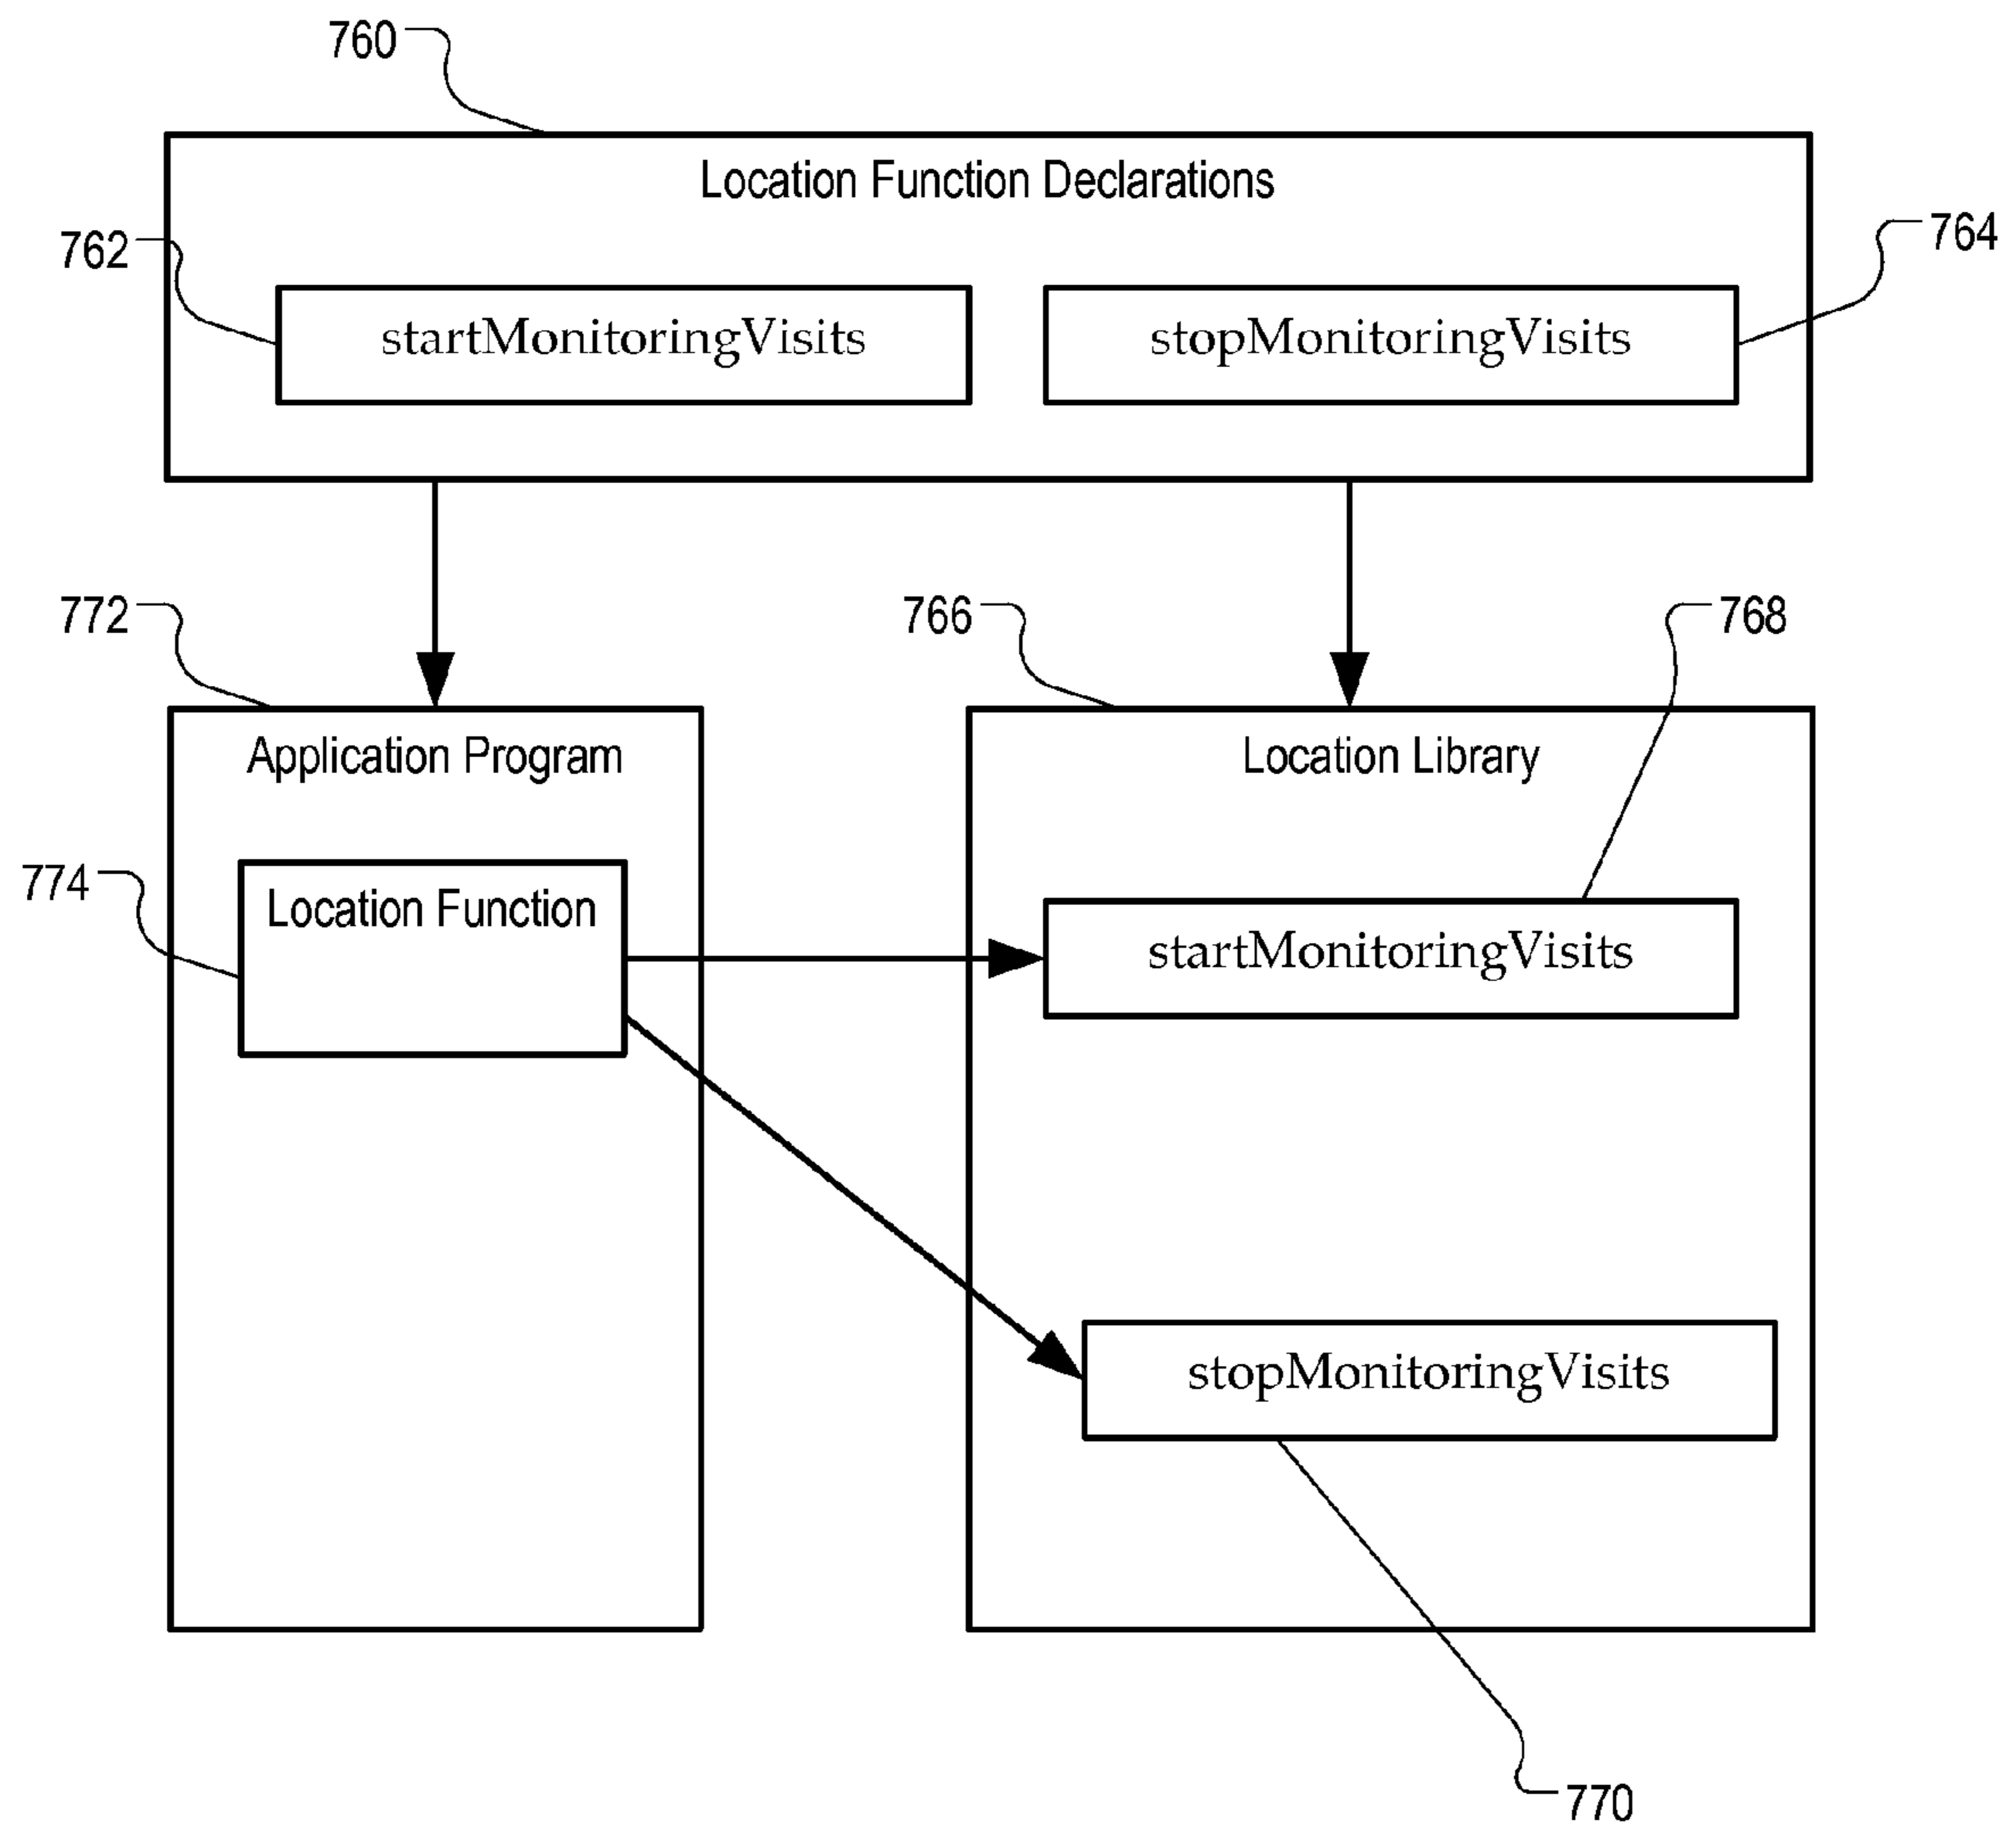 760
Location Function Declarations
762
764
startMonitoringVisits
stopMonitoringVisits
772
766
768
Application Program
Location Library
774
Location Function
startMonitoringVisits
stopMonitoringVisits
770